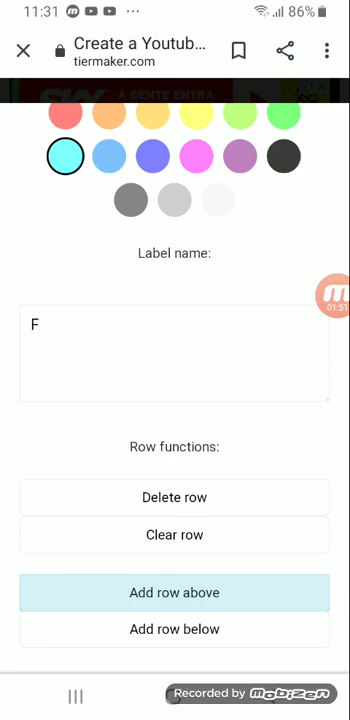 11:31
86%
Create a Youtub...
tiermaker.com
A GENTE ENTRA
Label name:
01:51
F
Row functions:
Delete row
Clear row
Add row above
Add row below
Recorded by mobizen